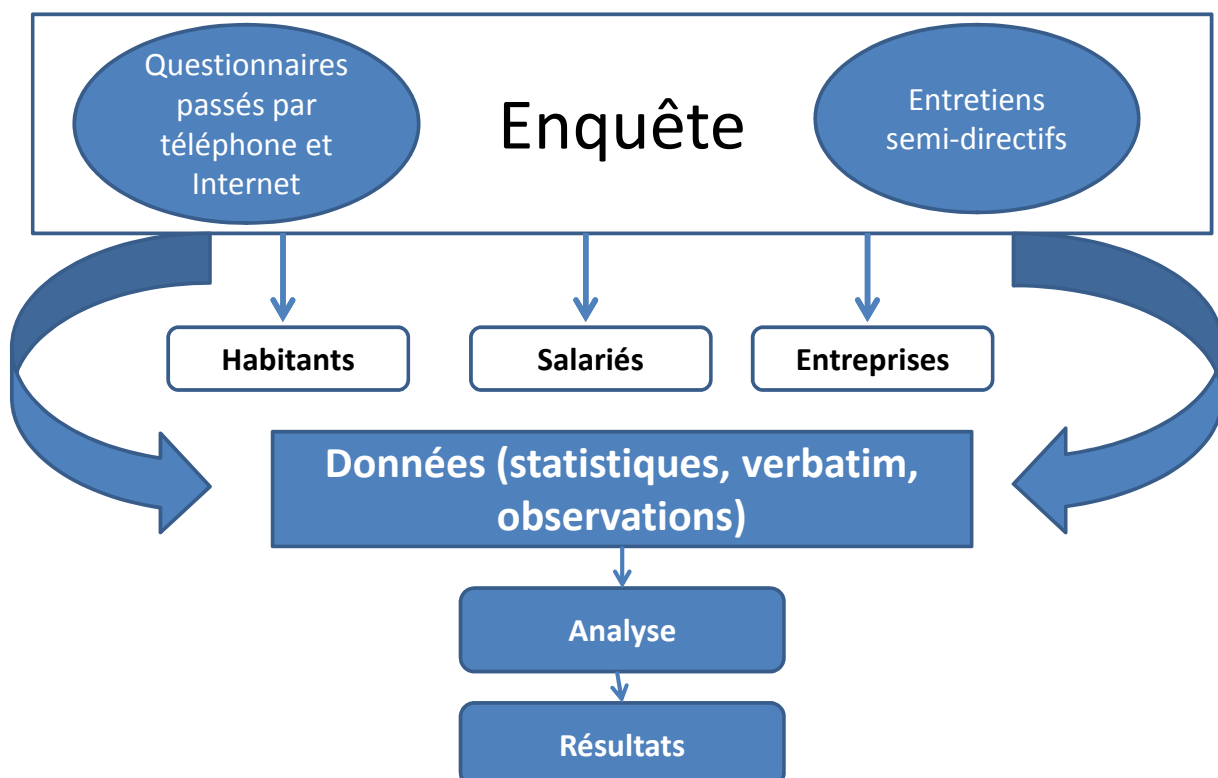 Questionnaires
passés par
téléphone et
Internet
Enquête
Entretiens
semi-directifs
Habitants
Salariés
Entreprises
Données (statistiques, verbatim,
observations)
Analyse
Résultats